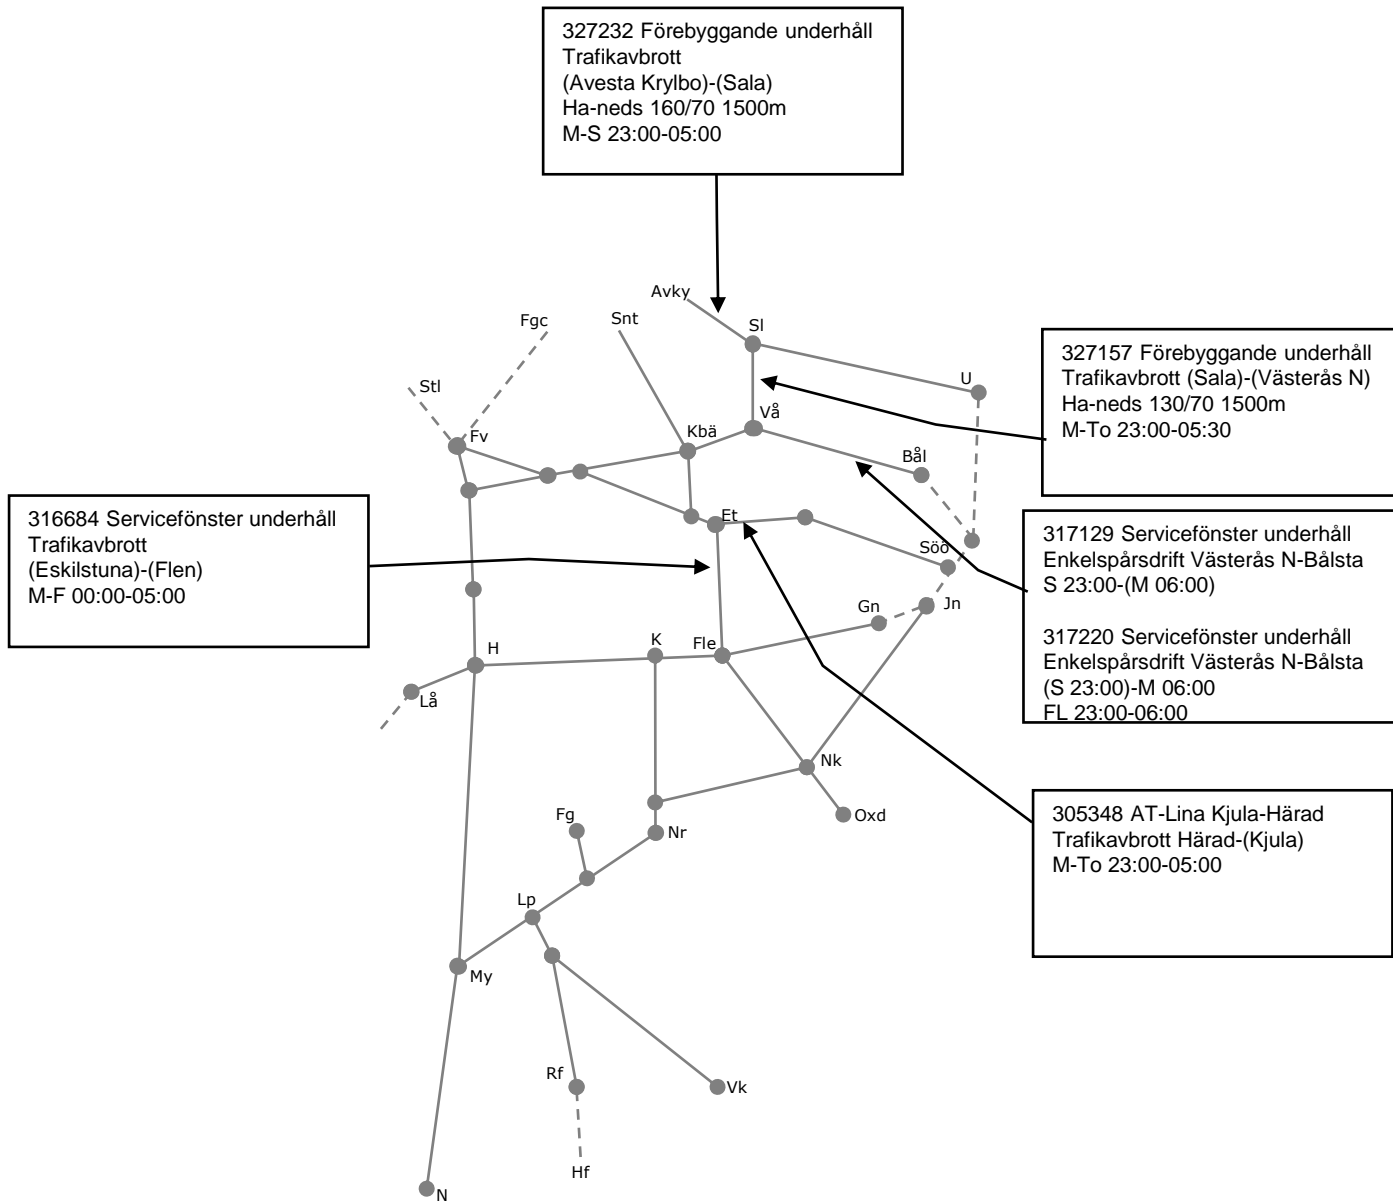 327232 Förebyggande underhåll
Trafikavbrott
(Avesta Krylbo)-(Sala)
Ha-neds 160/70 1500m
M-S 23:00-05:00
Avky
Snt
Fgc
Sl
Stl
U
327157 Förebyggande underhåll
Trafikavbrott (Sala)-(Västerås N)
Ha-neds 130/70 1500m
M-To 23:00-05:30
Vå
Kbä
Fv
Bål
316684 Servicefönster underhåll
Trafikavbrott
(Eskilstuna)-(Flen)
M-F 00:00-05:00
Et
Söö
317129 Servicefönster underhåll
Enkelspårsdrift Västerås N-Bålsta
S 23:00-(M 06:00)
317220 Servicefönster underhåll
Enkelspårsdrift Västerås N-Bålsta
(S 23:00)-M 06:00
FL 23:00-06:00
Gn
Jn
H
K
Fle
Lå
Nk
Oxd
305348 AT-Lina Kjula-Härad
Trafikavbrott Härad-(Kjula)
M-To 23:00-05:00
Fg
Nr
Lp
My
Rf
Vk
Hf
N